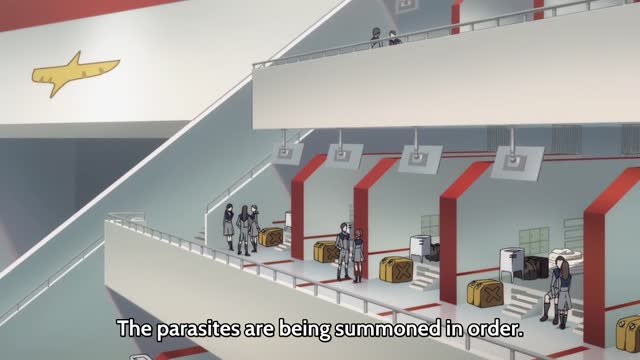 The parasites are being summoned in order.